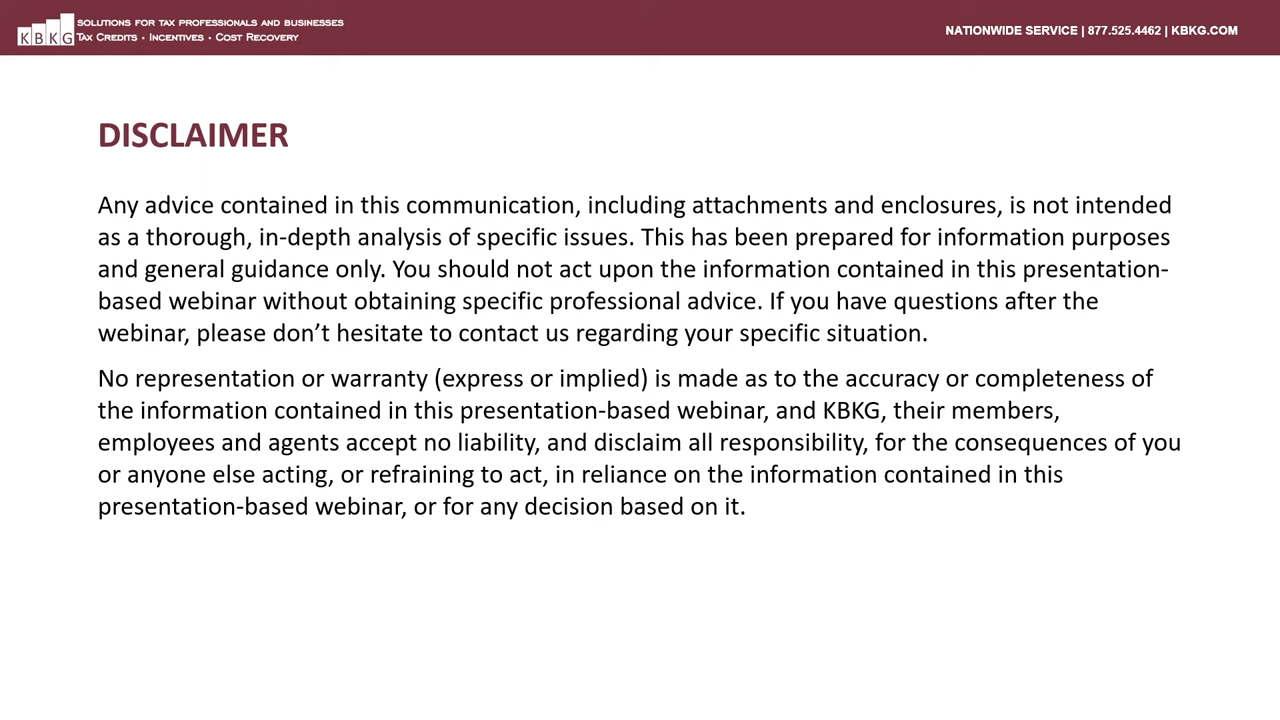 KBKG
SOLUTIONS FOR TAX PROFESSIONALS AND BUSINESSES
TAX CREDITS • INCENTIVES • COST RECOVERY
NATIONWIDE SERVICE | 877.525.4462 | KBKG.COM
DISCLAIMER
Any advice contained in this communication, including attachments and enclosures, is not intended
as a thorough, in-depth analysis of specific issues. This has been prepared for information purposes
and general guidance only. You should not act upon the information contained in this presentation-
based webinar without obtaining specific professional advice. If you have questions after the
webinar, please don’t hesitate to contact us regarding your specific situation.
No representation or warranty (express or implied) is made as to the accuracy or completeness of
the information contained in this presentation-based webinar, and KBKG, their members,
employees and agents accept no liability, and disclaim all responsibility, for the consequences of you
or anyone else acting, or refraining to act, in reliance on the information contained in this
presentation-based webinar, or for any decision based on it.